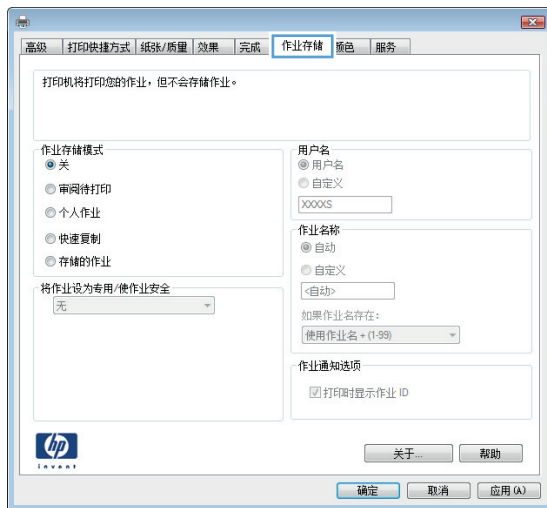 高级 打印快捷方式 纸张/质量 效果 完成 作业存储 颜色 服务
打印机将打印您的作业，但不会存储作业。
作业存储模式
关
审阅待打印
个人作业
快速复制
存储的作业
将作业设为专用/使作业安全
无
用户名
用户名
自定义
XXXXS
作业名称
自动
自定义
<自动>
如果作业名存在：
使用作业名 + (1-99)
作业通知选项
打印时显示作业 ID
hp
invent
关于... 帮助
确定 取消 应用 (A)